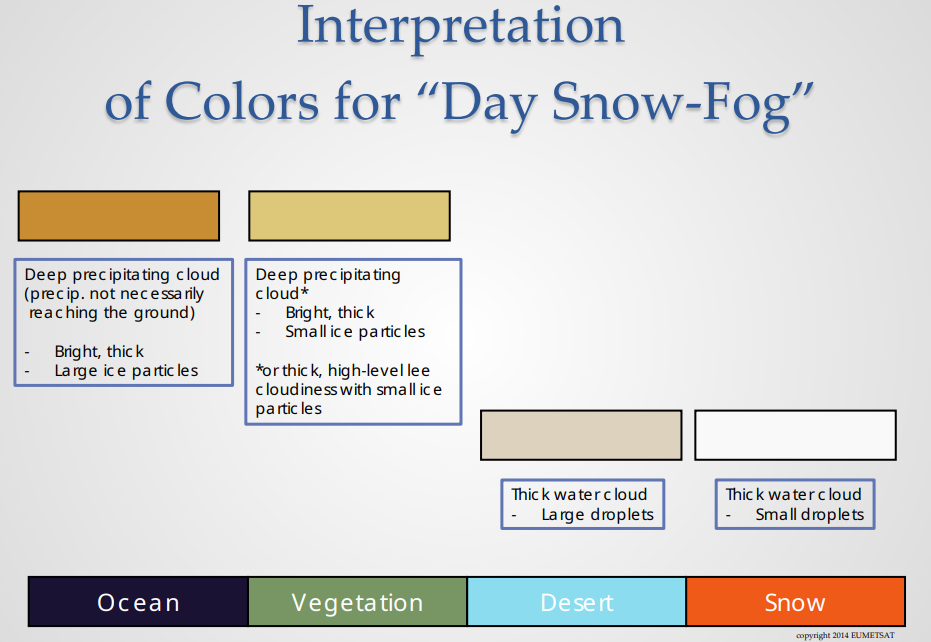 Interpretation
of Colors for “Day Snow-Fog”
Deep precipitating cloud
(precip. not necessarily
reaching the ground)
- Bright, thick
- Large ice particles
Deep precipitating
cloud*
- Bright, thick
- Small ice particles
*or thick, high-level lee
cloudiness with small ice
particles
Thick water cloud
- Large droplets
Thick water cloud
- Small droplets
Ocean
Vegetation
Desert
Snow
copyright 2014 EUMETSAT